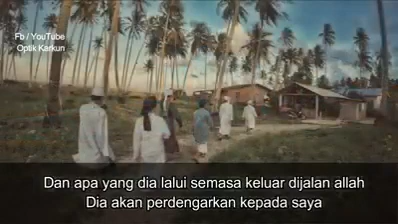 Fb / YouTube
Optik Karkun
Dan apa yang dia lalui semasa keluar dijalan allah
Dia akan perdengarkan kepada saya